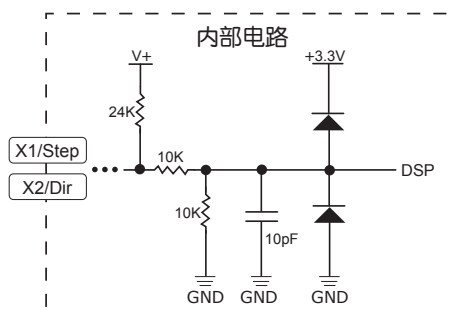 内部电路
V+
+3.3V
24K
X1/Step
10K
X2/Dir
DSP
10K
10pF
GND
GND
GND